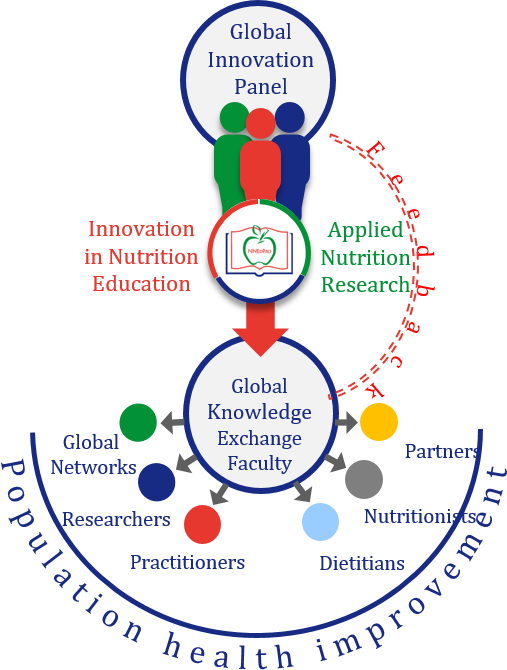 Global
Innovation
Panel
Feedback
Innovation
in Nutrition
Education
NNEdPro
Applied
Nutrition
Research
Global
Knowledge
Exchange
Faculty
Global
Networks
Partners
Researchers
Nutritionists
Practitioners
Dietitians
Population health improvement